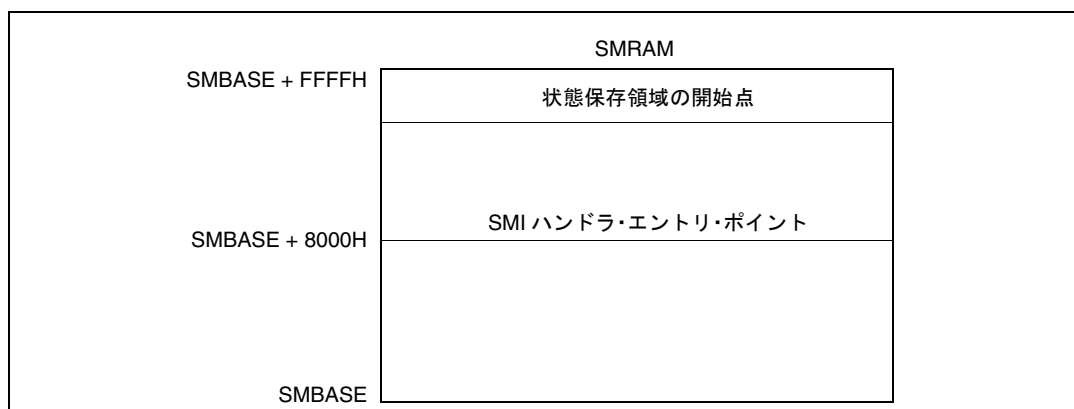 SMRAM
SMBASE + FFFFH
状態保存領域の開始点
SMI ハンドラ・エントリ・ポイント
SMBASE + 8000H
SMBASE